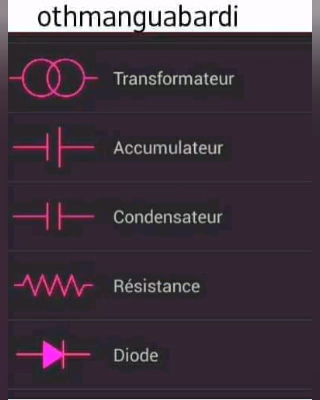 othmanguabardi
Transformateur
Accumulateur
Condensateur
Résistance
Diode